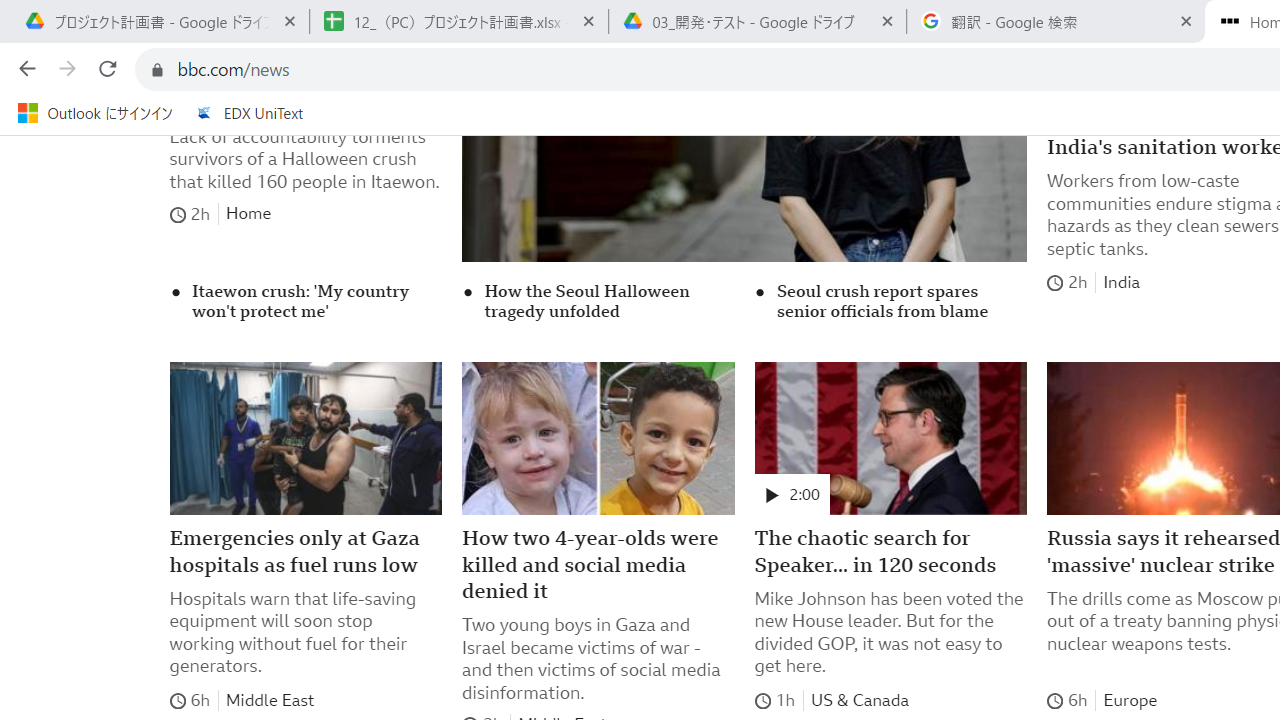 プロジェクト計画書 - Google ドライブ
12_（PC）プロジェクト計画書.xlsx
03_開発･テスト - Google ドライブ
翻訳 - Google 検索
Hom
bbc.com/news
Outlook にサインイン
EDX UniText
Lack of accountability torments
survivors of a Halloween crush
that killed 160 people in Itaewon.
2h
Home
India's sanitation worke
Workers from low-caste
communities endure stigma a
hazards as they clean sewers
septic tanks.
2h
India
Itaewon crush: 'My country
won't protect me'
How the Seoul Halloween
tragedy unfolded
Seoul crush report spares
senior officials from blame
2:00
Emergencies only at Gaza
hospitals as fuel runs low
Hospitals warn that life-saving
equipment will soon stop
working without fuel for their
generators.
6h
Middle East
How two 4-year-olds were
killed and social media
denied it
Two young boys in Gaza and
Israel became victims of war -
and then victims of social media
disinformation.
The chaotic search for
Speaker... in 120 seconds
Mike Johnson has been voted the
new House leader. But for the
divided GOP, it was not easy to
get here.
1h
US & Canada
Russia says it rehearsed
'massive' nuclear strike
The drills come as Moscow pu
out of a treaty banning physi
nuclear weapons tests.
6h
Europe